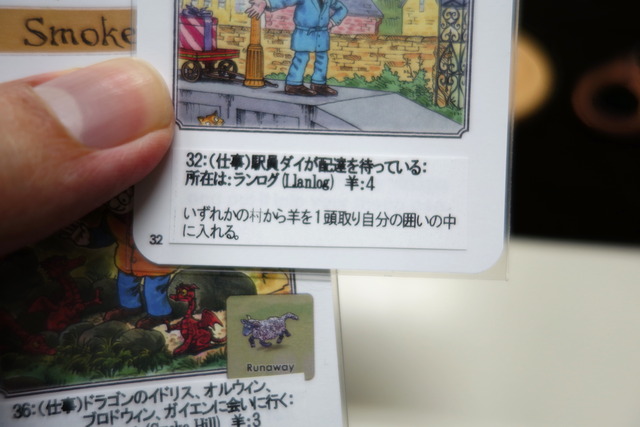 Smoke
32:(仕事)駅員ダイが配達を待っている:
所在は:ランログ(Llanlog) 羊:4
いずれかの村から羊を1頭取り自分の囲いの中
に入れる。
32
Runaway
36:(仕事)ドラゴンのイドリス、オルウィン、
ブロドウィン、ガイエンに会いに行く:
Hill) 羊:3